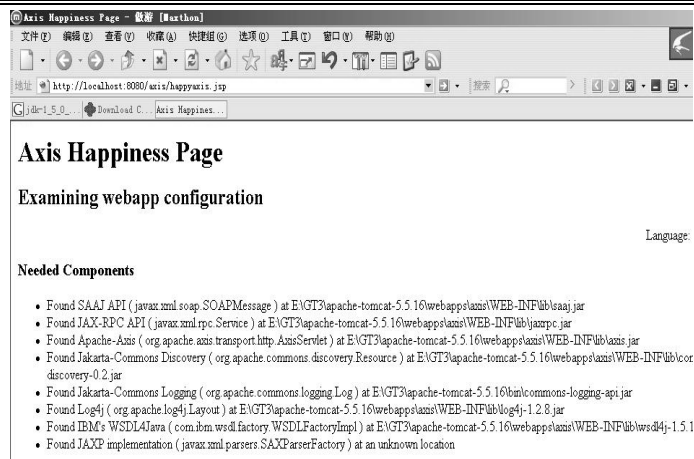 Axis Happiness Page - 傲游 [Maxthon]
文件(F) 编辑(E) 查看(V) 收藏(A) 快捷组(G) 选项(O) 工具(T) 窗口(W) 帮助(H)
地址 http://localhost:8080/axis/happyaxis.jsp 搜索
jdk-1_5_0_... Download C... Axis Happines...
Axis Happiness Page
Examining webapp configuration
Language:
Needed Components
• Found SAAJ API ( javax.xml.soap.SOAPMessage ) at E:\GT3\apache-tomcat-5.5.16\webapps\axis\WEB-INF\lib\saaj.jar
• Found JAX-RPC API ( javax.xml.rpc.Service ) at E:\GT3\apache-tomcat-5.5.16\webapps\axis\WEB-INF\lib\jaxrpc.jar
• Found Apache-Axis ( org.apache.axis.transport.http.AxisServlet ) at E:\GT3\apache-tomcat-5.5.16\webapps\axis\WEB-INF\lib\axis.jar
• Found Jakarta-Commons Discovery ( org.apache.commons.discovery.Resource ) at E:\GT3\apache-tomcat-5.5.16\webapps\axis\WEB-INF\lib\com
discovery-0.2.jar
• Found Jakarta-Commons Logging ( org.apache.commons.logging.Log ) at E:\GT3\apache-tomcat-5.5.16\bin\commons-logging-api.jar
• Found Log4j ( org.apache.log4j.Layout ) at E:\GT3\apache-tomcat-5.5.16\webapps\axis\WEB-INF\lib\log4j-1.2.8.jar
• Found IBM's WSDL4Java ( com.ibm.wsdl.factory.WSDLFactoryImpl ) at E:\GT3\apache-tomcat-5.5.16\webapps\axis\WEB-INF\lib\wsdl4j-1.5.1
• Found JAXP implementation ( javax.xml.parsers.SAXParserFactory ) at an unknown location